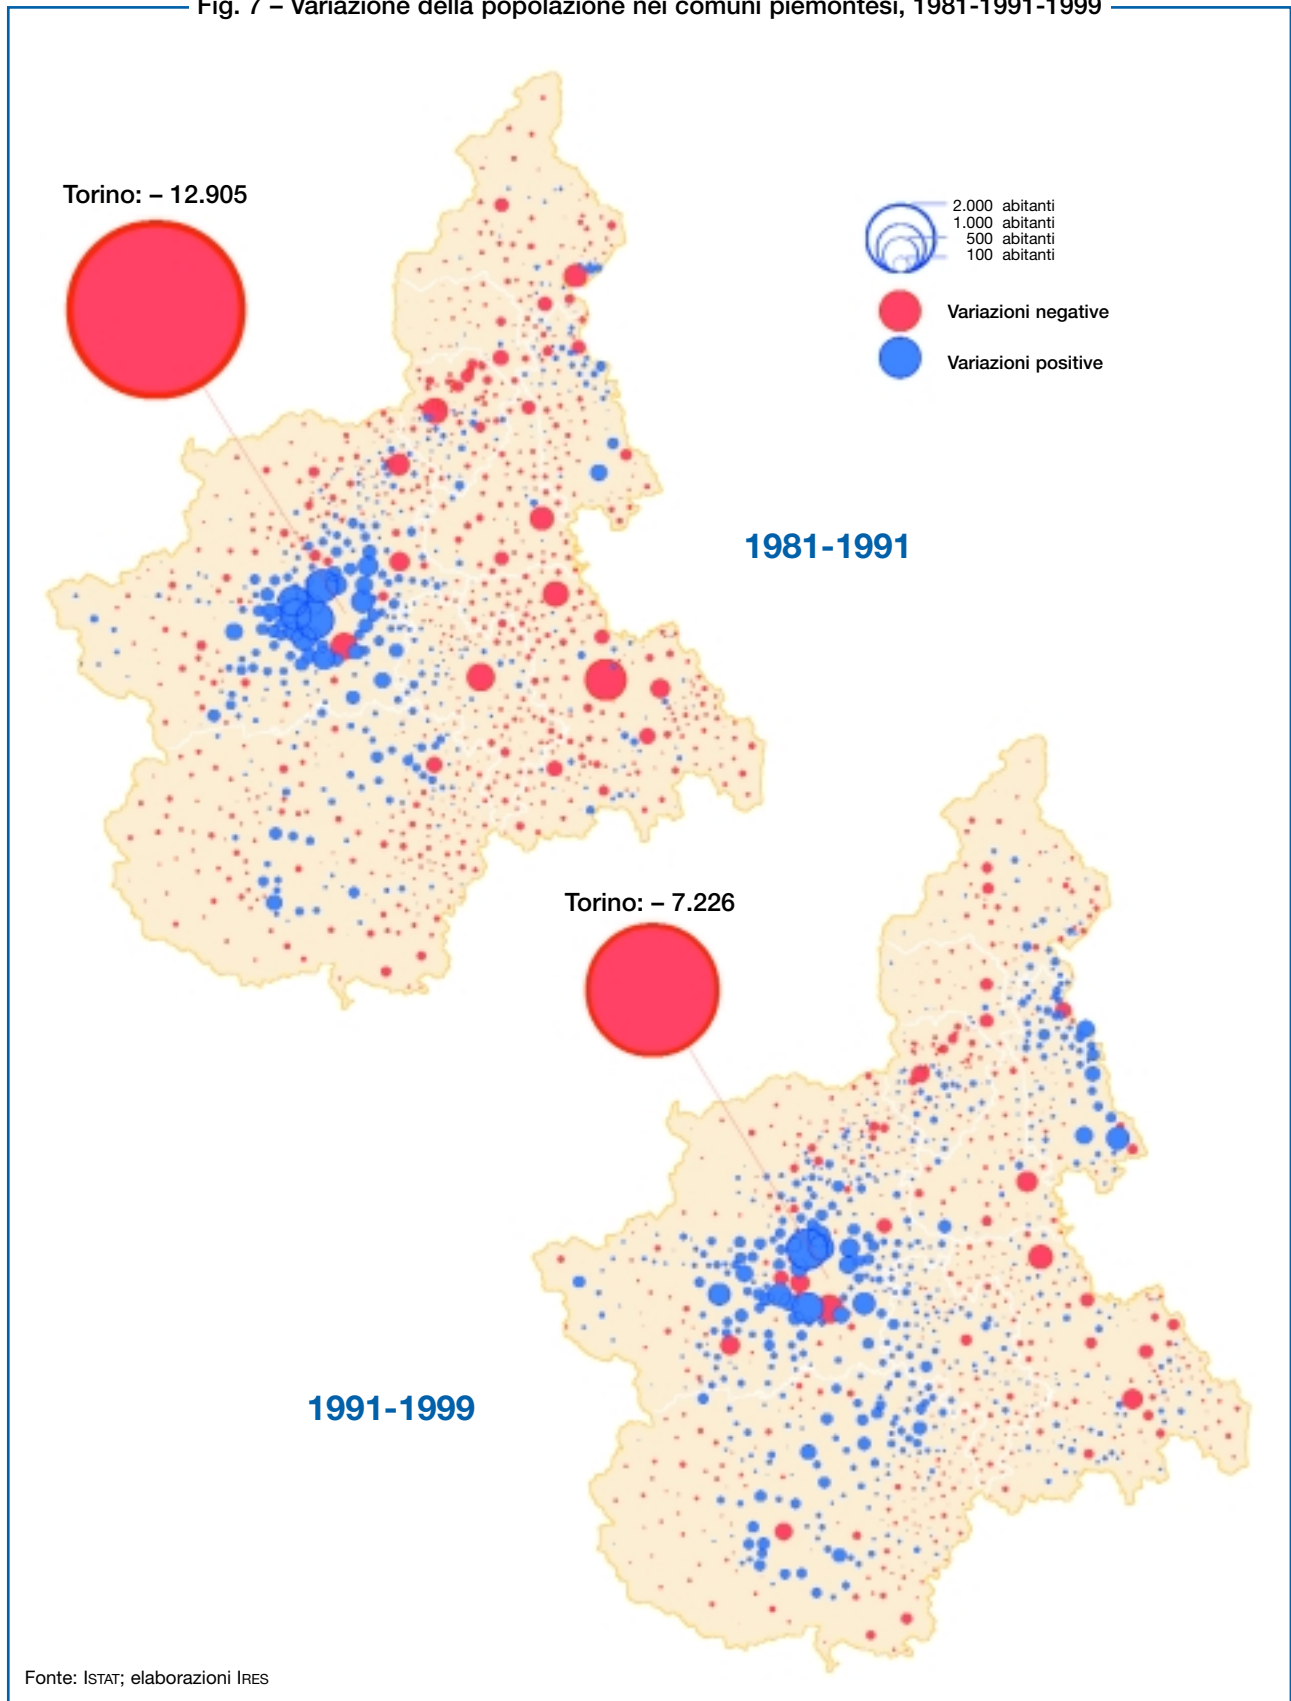 Fig. 7 – Variazione della popolazione nei comuni piemontesi, 1981-1991-1999
Torino: – 12.905
2.000 abitanti
1.000 abitanti
500 abitanti
100 abitanti
Variazioni negative
Variazioni positive
1981-1991
Torino: – 7.226
1991-1999
Fonte: ISTAT; elaborazioni IRES